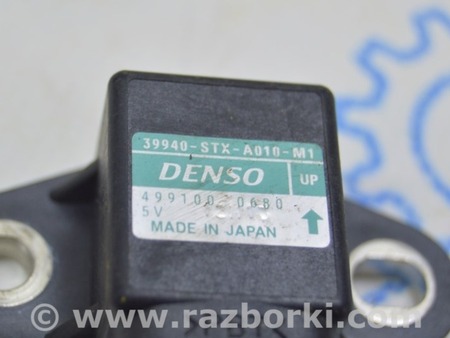 39940-STX-A010-M1
DENSO UP
499100-0680
5V
MADE IN JAPAN
© www.razborki.com